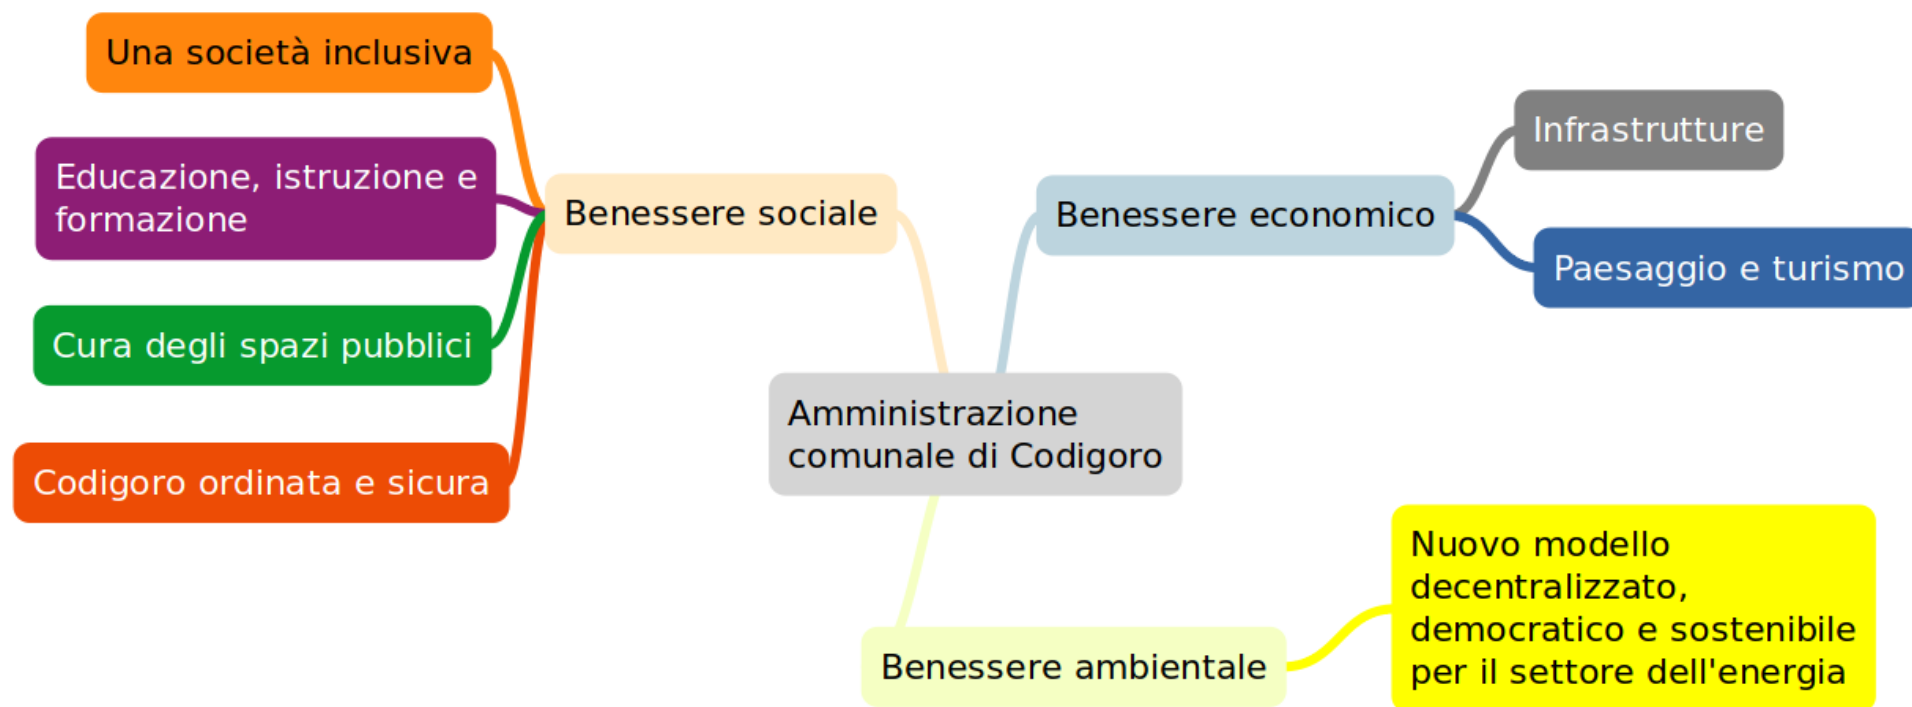 Una società inclusiva
Educazione, istruzione e
formazione
Cura degli spazi pubblici
Codigoro ordinata e sicura
Benessere sociale
Benessere economico
Infrastrutture
Paesaggio e turismo
Amministrazione
comunale di Codigoro
Benessere ambientale
Nuovo modello
decentralizzato,
democratico e sostenibile
per il settore dell'energia